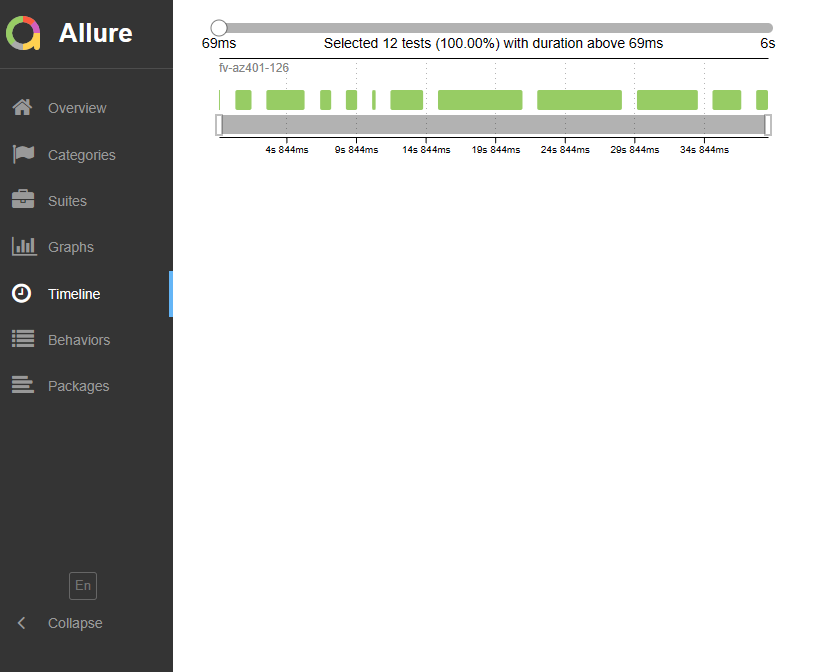 Allure
Overview
Categories
Suites
Graphs
Timeline
Behaviors
Packages
En
Collapse
69ms Selected 12 tests (100.00%) with duration above 69ms 6s
fv-az401-126
4s 844ms 9s 844ms 14s 844ms 19s 844ms 24s 844ms 29s 844ms 34s 844ms